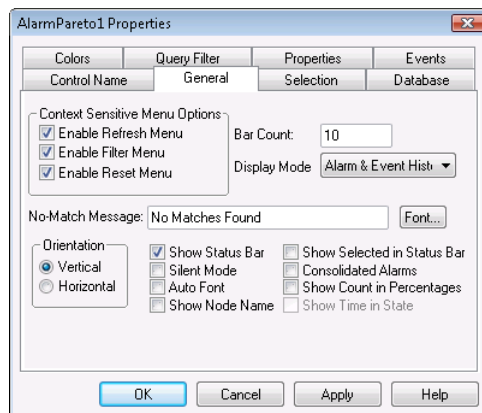 AlarmPareto1 Properties
Colors Query Filter Properties Events
Control Name General Selection Database
Context Sensitive Menu Options
Enable Refresh Menu
Enable Filter Menu
Enable Reset Menu
Bar Count: 10
Display Mode Alarm & Event Histo
No-Match Message: No Matches Found Font...
Orientation
Vertical
Horizontal
Show Status Bar
Silent Mode
Auto Font
Show Node Name
Show Selected in Status Bar
Consolidated Alarms
Show Count in Percentages
Show Time in State
OK Cancel Apply Help